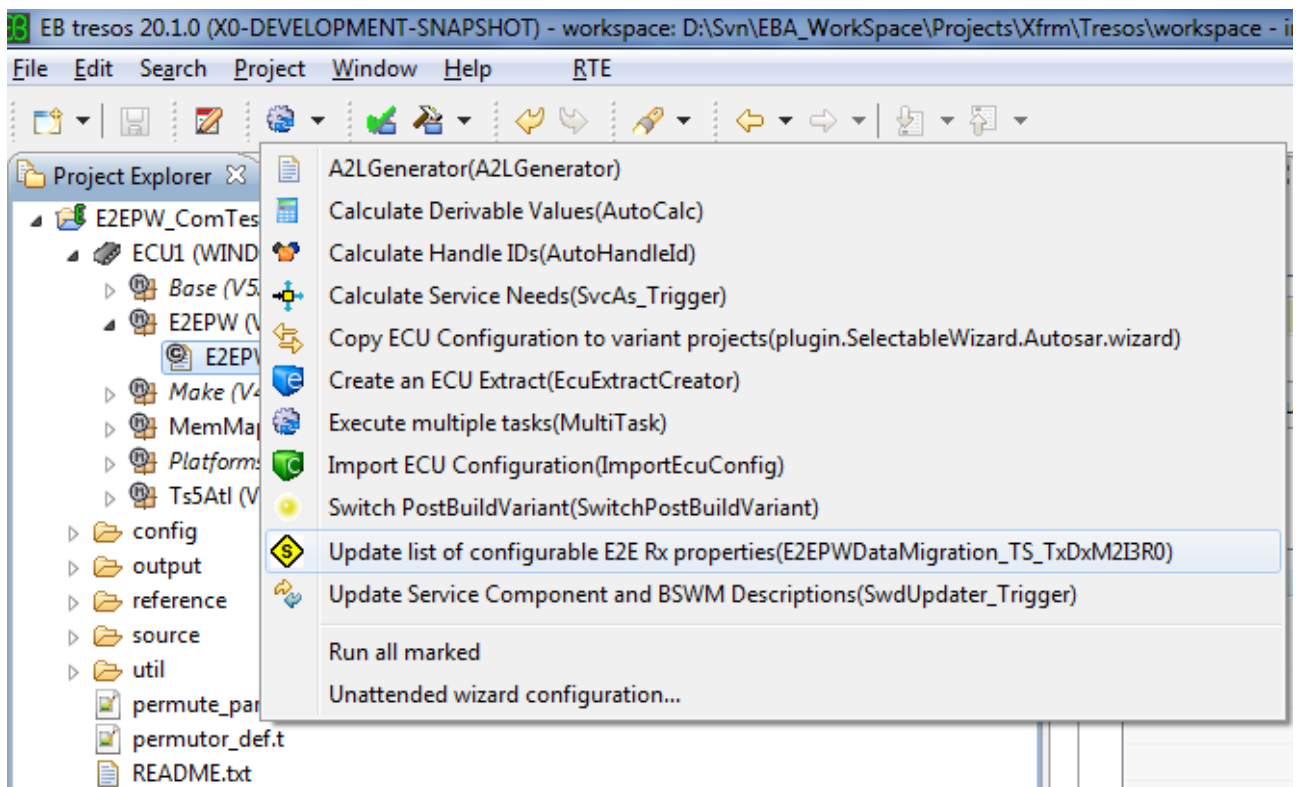 EB tresos 20.1.0 (X0-DEVELOPMENT-SNAPSHOT) - workspace: D:\Svn\EBA_WorkSpace\Projects\Xfrm\Tresos\workspace - i
File Edit Search Project Window Help RTE
Project Explorer
E2EPW_ComTes
ECU1 (WIND
Base (V5.
E2EPW (V
E2EPW
Make (V4
MemMa
Platforms
Ts5Atl (V
config
output
reference
source
util
permute_par
permutor_def.t
README.txt
A2LGenerator(A2LGenerator)
Calculate Derivable Values(AutoCalc)
Calculate Handle IDs(AutoHandleId)
Calculate Service Needs(SvcAs_Trigger)
Copy ECU Configuration to variant projects(plugin.SelectableWizard.Autosar.wizard)
Create an ECU Extract(EcuExtractCreator)
Execute multiple tasks(MultiTask)
Import ECU Configuration(ImportEcuConfig)
Switch PostBuildVariant(SwitchPostBuildVariant)
Update list of configurable E2E Rx properties(E2EPWDataMigration_TS_TxDxM2I3R0)
Update Service Component and BSWM Descriptions(SwdUpdater_Trigger)
Run all marked
Unattended wizard configuration...